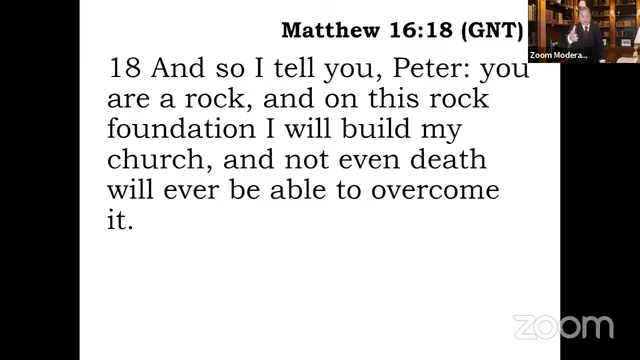 Matthew 16:18 (GNT)
Zoom Modera...
18 And so I tell you, Peter: you
are a rock, and on this rock
foundation I will build my
church, and not even death
will ever be able to overcome
it.
zoom